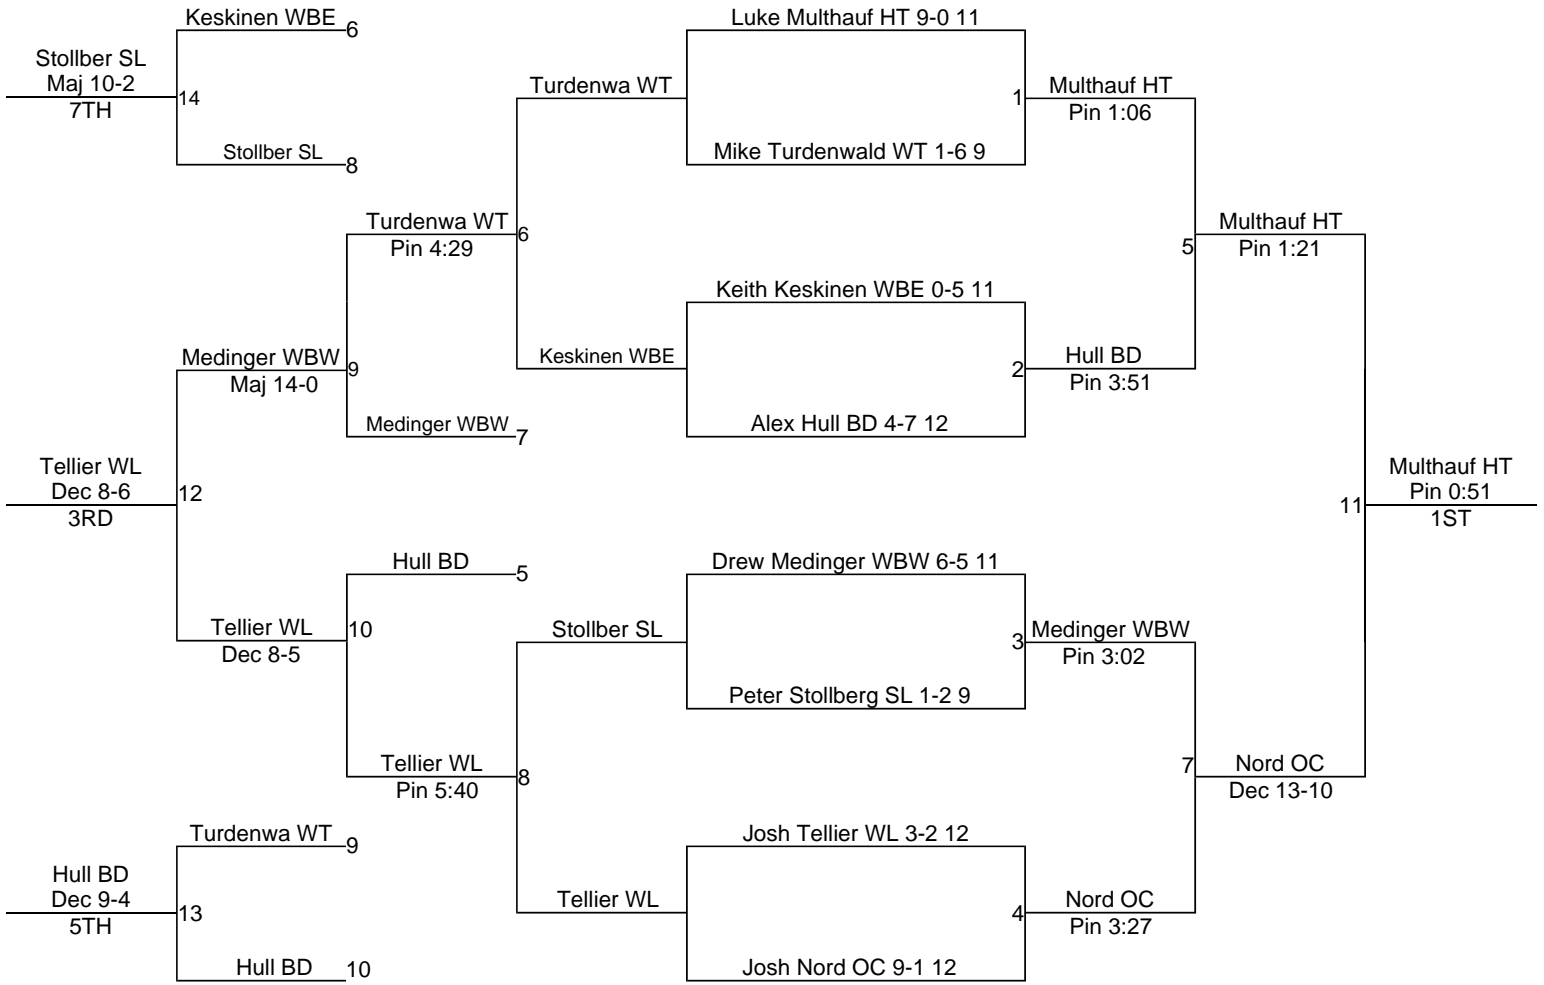 Keskinen WBE
6
Stollber SL
Maj 10-2
7TH
14
Stollber SL
8
Luke Multhauf HT 9-0 11
Turdenwa WT
1
Multhauf HT
Pin 1:06
Mike Turdenwald WT 1-6 9
Turdenwa WT
Pin 4:29
6
Multhauf HT
Pin 1:21
5
Keith Keskinen WBE 0-5 11
Keskinen WBE
2
Hull BD
Pin 3:51
Alex Hull BD 4-7 12
Medinger WBW
Maj 14-0
9
Medinger WBW
7
Tellier WL
Dec 8-6
3RD
12
11
Multhauf HT
Pin 0:51
1ST
Hull BD
5
Drew Medinger WBW 6-5 11
Tellier WL
Dec 8-5
10
Stollber SL
3
Medinger WBW
Pin 3:02
Peter Stollberg SL 1-2 9
Tellier WL
Pin 5:40
8
7
Nord OC
Dec 13-10
Turdenwa WT
9
Josh Tellier WL 3-2 12
Hull BD
Dec 9-4
5TH
13
Tellier WL
4
Nord OC
Pin 3:27
Hull BD
10
Josh Nord OC 9-1 12